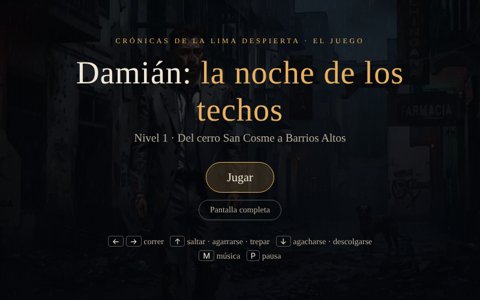 CRÓNICAS DE LA LIMA DESPIERTA · EL JUEGO
Damián: la noche de los
techos
Nivel 1 · Del cerro San Cosme a Barrios Altos
Jugar
Pantalla completa
← → correr ↑ saltar · agarrarse · trepar ↓ agacharse · descolgarse
M música P pausa
FARMACIA